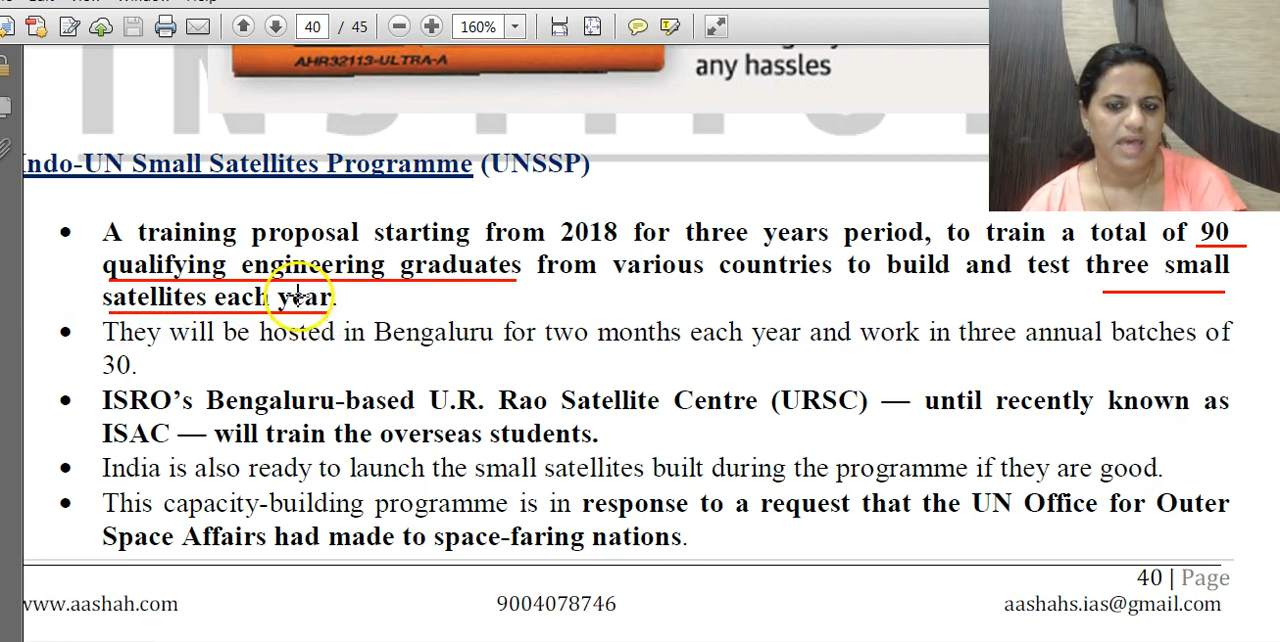 40 / 45
160%
AHR32113-ULTRA-A
any hassles
Indo-UN Small Satellites Programme (UNSSP)
• A training proposal starting from 2018 for three years period, to train a total of 90
qualifying engineering graduates from various countries to build and test three small
satellites each year.
• They will be hosted in Bengaluru for two months each year and work in three annual batches of
30.
• ISRO's Bengaluru-based U.R. Rao Satellite Centre (URSC) — until recently known as
ISAC — will train the overseas students.
• India is also ready to launch the small satellites built during the programme if they are good.
• This capacity-building programme is in response to a request that the UN Office for Outer
Space Affairs had made to space-faring nations.
40 | Page
www.aashah.com 9004078746 aashahs.ias@gmail.com